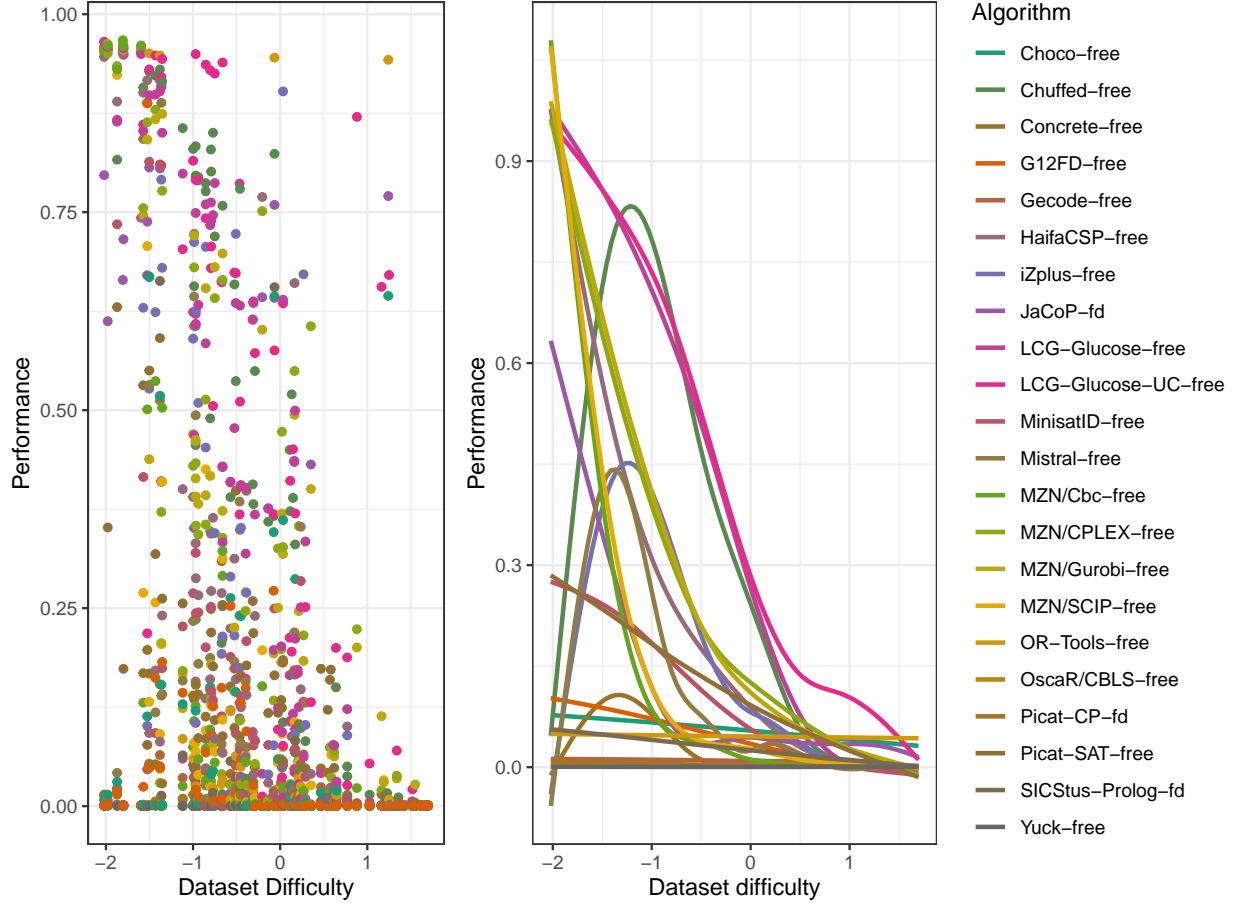 1.00
0.75
0.50
0.25
0.00
Performance
−2
−1
0
1
Dataset Difficulty
0.9
0.6
0.3
0.0
Performance
−2
−1
0
1
Dataset difficulty
Algorithm
Choco−free
Chuffed−free
Concrete−free
G12FD−free
Gecode−free
HaifaCSP−free
iZplus−free
JaCoP−fd
LCG−Glucose−free
LCG−Glucose−UC−free
MinisatID−free
Mistral−free
MZN/Cbc−free
MZN/CPLEX−free
MZN/Gurobi−free
MZN/SCIP−free
OR−Tools−free
OscaR/CBLS−free
Picat−CP−fd
Picat−SAT−free
SICStus−Prolog−fd
Yuck−free